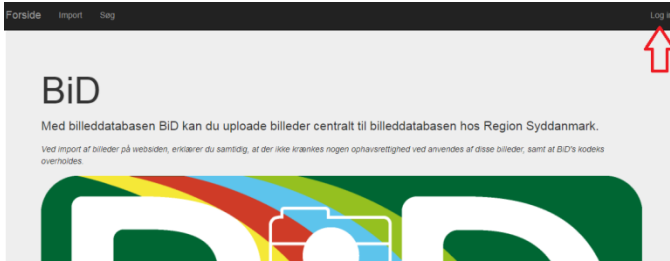 Forside Import Søg Log in
BiD
Med billeddatabasen BiD kan du uploade billeder centralt til billeddatabasen hos Region Syddanmark.
Ved import af billeder på websiden, erklærer du samtidig, at der ikke krænkes nogen ophavsrettighed ved anvendes af disse billeder, samt at BiD's kodeks
overholdes.
BiD